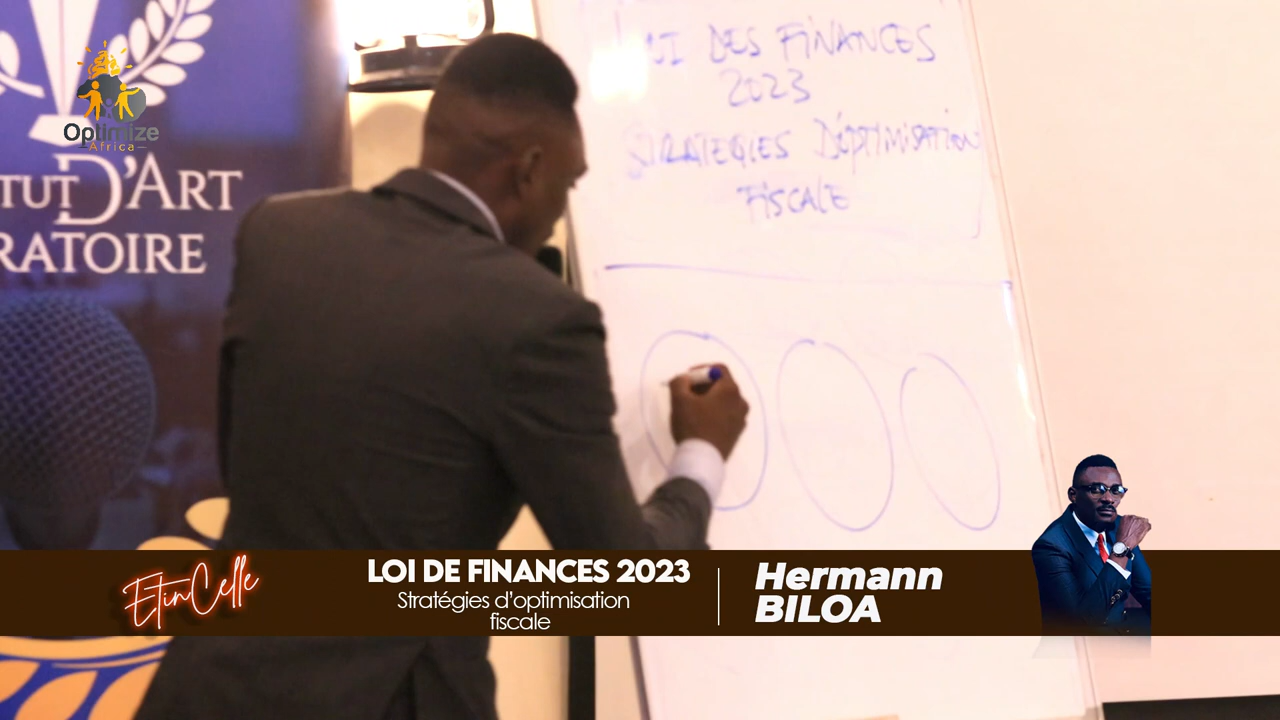 Optimize
Africa
TUT D'ART
RATOIRE
LOI DES FINANCES
2023
STRATEGIES D'OPTIMISATION
FISCALE
EtinCelle
LOI DE FINANCES 2023
Stratégies d'optimisation
fiscale
Hermann
BILOA